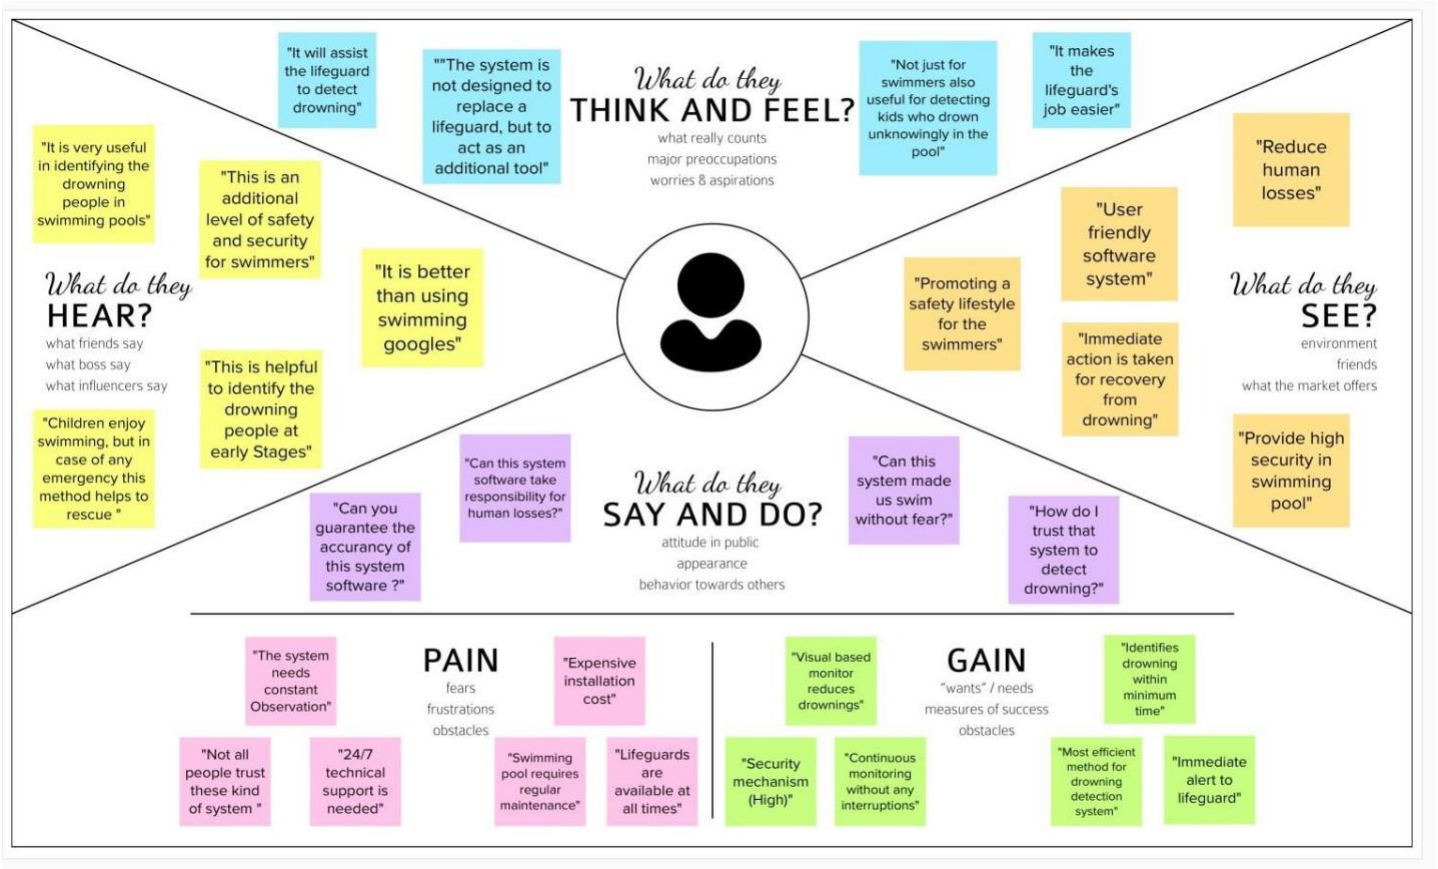 "It will assist
the lifeguard
to detect
drowning"
""The system is
not designed to
replace a
lifeguard, but to
act as an
additional tool"
What do they
THINK AND FEEL?
what really counts
major preoccupations
worries & aspirations
"Not just for
swimmers also
useful for detecting
kids who drown
unknowingly in the
pool"
"It makes
the
lifeguard's
job easier"
"It is very useful
in identifying the
drowning
people in
swimming pools"
"This is an
additional
level of safety
and security
for swimmers"
"It is better
than using
swimming
googles"
What do they
HEAR?
what friends say
what boss say
what influencers say
"This is helpful
to identify the
drowning
people at
early Stages"
"Children enjoy
swimming, but in
case of any
emergency this
method helps to
rescue "
"Reduce
human
losses"
"User
friendly
software
system"
"Promoting a
safety lifestyle
for the
swimmers"
What do they
SEE?
environment
friends
what the market offers
"Immediate
action is taken
for recovery
from
drowning"
"Provide high
security in
swimming
pool"
"Can you
guarantee the
accurancy of
this system
software ?"
"Can this system
software take
responsibility for
human losses?"
What do they
SAY AND DO?
attitude in public
appearance
behavior towards others
"Can this
system made
us swim
without fear?"
"How do I
trust that
system to
detect
drowning?"
"The system
needs
constant
Observation"
PAIN
fears
frustrations
obstacles
"Expensive
installation
cost"
"Not all
people trust
these kind
of system "
"24/7
technical
support is
needed"
"Swimming
pool requires
regular
maintenance"
"Lifeguards
are
available at
all times"
"Visual based
monitor
reduces
drownings"
GAIN
"wants" / needs
measures of success
obstacles
"Identifies
drowning
within
minimum
time"
"Security
mechanism
(High)"
"Continuous
monitoring
without any
interruptions"
"Most efficient
method for
drowning
detection
system"
"Immediate
alert to
lifeguard"